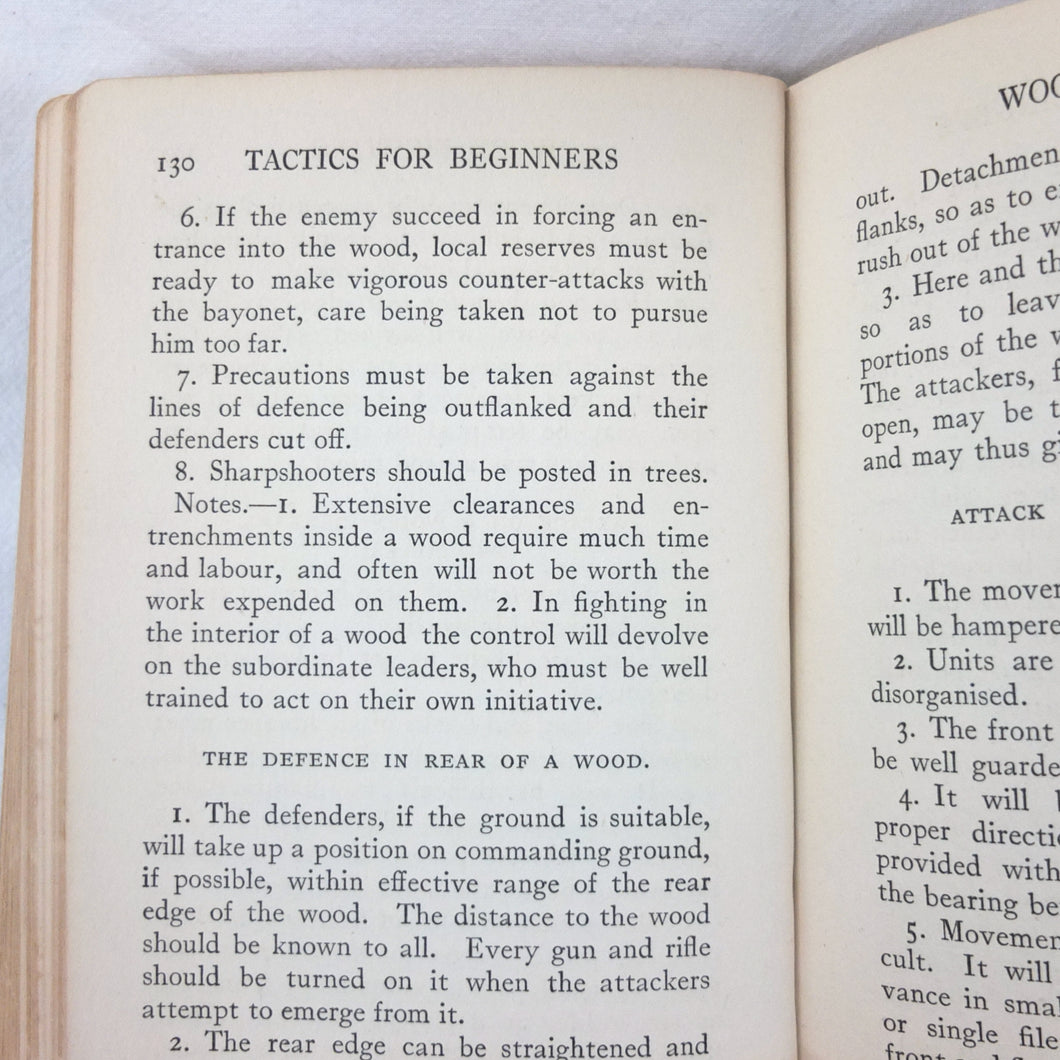 130 TACTICS FOR BEGINNERS
6. If the enemy succeed in forcing an en-
trance into the wood, local reserves must be
ready to make vigorous counter-attacks with
the bayonet, care being taken not to pursue
him too far.
7. Precautions must be taken against the
lines of defence being outflanked and their
defenders cut off.
8. Sharpshooters should be posted in trees.
Notes.—1. Extensive clearances and en-
trenchments inside a wood require much time
and labour, and often will not be worth the
work expended on them. 2. In fighting in
the interior of a wood the control will devolve
on the subordinate leaders, who must be well
trained to act on their own initiative.
THE DEFENCE IN REAR OF A WOOD.
1. The defenders, if the ground is suitable,
will take up a position on commanding ground,
if possible, within effective range of the rear
edge of the wood. The distance to the wood
should be known to all. Every gun and rifle
should be turned on it when the attackers
attempt to emerge from it.
2. The rear edge can be straightened and
WOO
out. Detachmen
flanks, so as to e
rush out of the w
3. Here and th
so as to leav
portions of the
The attackers, f
open, may be t
and may thus gi
ATTACK
1. The movem
will be hampere
2. Units are
disorganised.
3. The front
be well guarde
4. It will
proper directi
provided with
the bearing be
5. Movemen
cult. It will
vance in smal
or single file
front and f